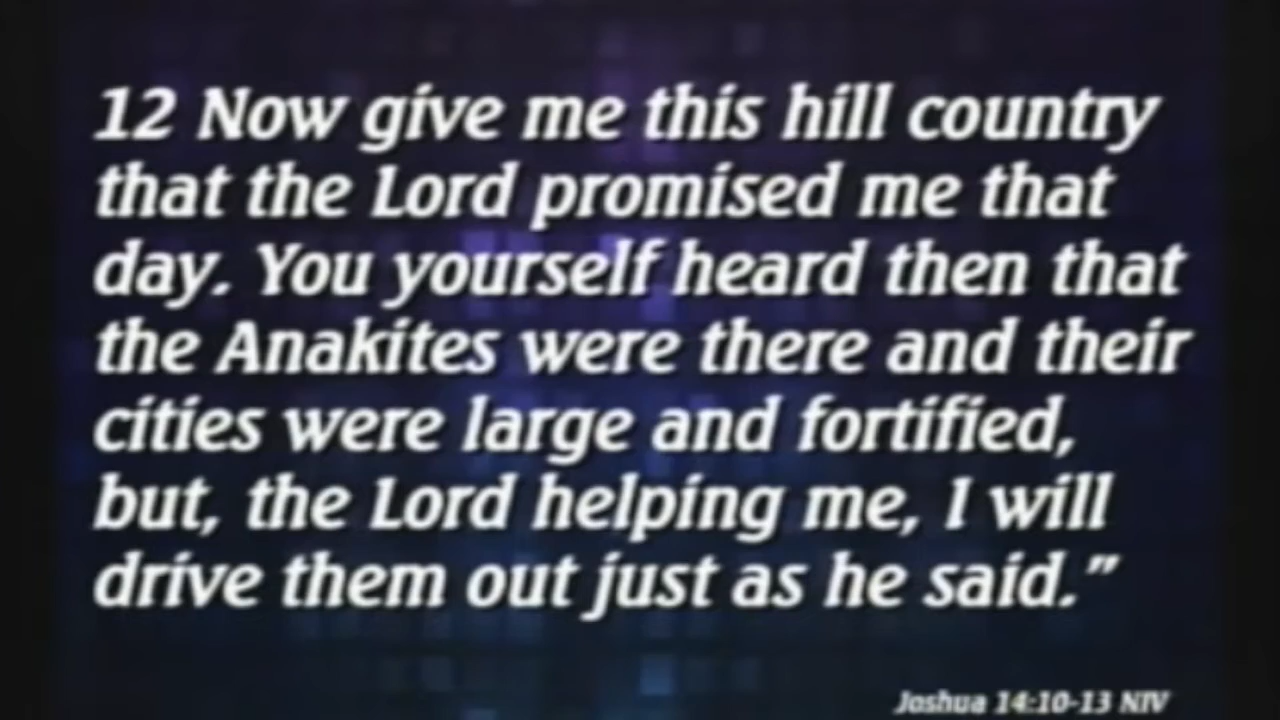 12 Now give me this hill country
that the Lord promised me that
day. You yourself heard then that
the Anakites were there and their
cities were large and fortified,
but, the Lord helping me, I will
drive them out just as he said.”
Joshua 14:10-13 NIV